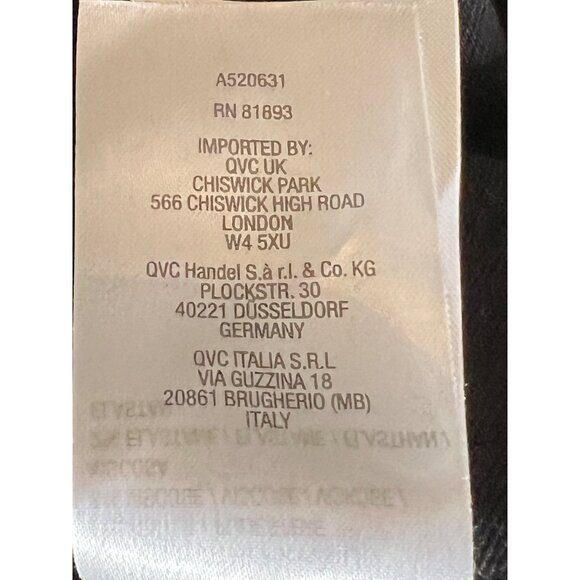 A520631
RN 81893
IMPORTED BY:
QVC UK
CHISWICK PARK
566 CHISWICK HIGH ROAD
LONDON
W4 5XU
QVC Handel S.à r.l. & Co. KG
PLOCKSTR. 30
40221 DÜSSELDORF
GERMANY
QVC ITALIA S.R.L
VIA GUZZINA 18
20861 BRUGHERIO (MB)
ITALY